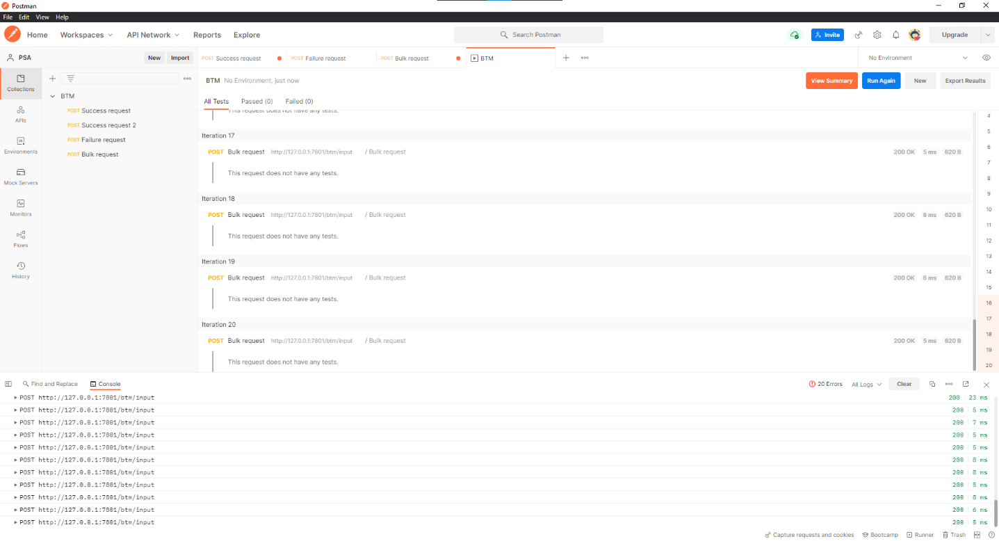 Postman
File Edit View Help
Home Workspaces API Network Reports Explore Search Postman Invite Upgrade
PSA New Import POST Success request POST Failure request POST Bulk request BTM No Environment
Collections
APIs
Environments
Mock Servers
Monitors
Flows
History
BTM
POST Success request
POST Success request 2
POST Failure request
POST Bulk request
BTM No Environment, just now View Summary Run Again New Export Results
All Tests Passed (0) Failed (0)
This request does not have any tests.
Iteration 17
POST Bulk request http://127.0.0.1:7801/btm/input / Bulk request 200 OK 5 ms 620 B
This request does not have any tests.
Iteration 18
POST Bulk request http://127.0.0.1:7801/btm/input / Bulk request 200 OK 8 ms 620 B
This request does not have any tests.
Iteration 19
POST Bulk request http://127.0.0.1:7801/btm/input / Bulk request 200 OK 6 ms 620 B
This request does not have any tests.
Iteration 20
POST Bulk request http://127.0.0.1:7801/btm/input / Bulk request 200 OK 5 ms 620 B
This request does not have any tests.
4
5
6
7
8
9
10
11
12
13
14
15
16
17
18
19
20
Find and Replace Console 20 Errors All Logs Clear
POST http://127.0.0.1:7801/btm/input 200 23 ms
POST http://127.0.0.1:7801/btm/input 200 5 ms
POST http://127.0.0.1:7801/btm/input 200 7 ms
POST http://127.0.0.1:7801/btm/input 200 5 ms
POST http://127.0.0.1:7801/btm/input 200 5 ms
POST http://127.0.0.1:7801/btm/input 200 8 ms
POST http://127.0.0.1:7801/btm/input 200 8 ms
POST http://127.0.0.1:7801/btm/input 200 5 ms
POST http://127.0.0.1:7801/btm/input 200 8 ms
POST http://127.0.0.1:7801/btm/input 200 6 ms
POST http://127.0.0.1:7801/btm/input 200 5 ms
Capture requests and cookies Bootcamp Runner Trash